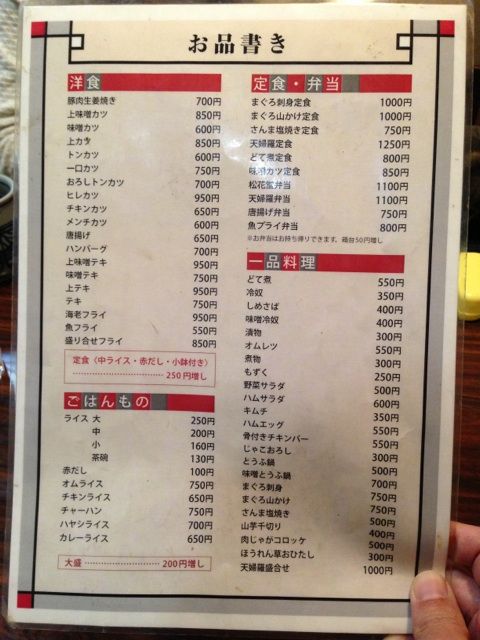 お品書き
洋食
豚肉生姜焼き 700円
上味噌カツ 850円
味噌カツ 600円
上カツ 850円
トンカツ 600円
一口カツ 750円
おろしトンカツ 700円
ヒレカツ 950円
チキンカツ 650円
メンチカツ 600円
唐揚げ 650円
ハンバーグ 700円
上味噌テキ 950円
味噌テキ 750円
上テキ 950円
テキ 750円
海老フライ 950円
魚フライ 550円
盛り合せフライ 850円
定食〈中ライス・赤だし・小鉢付き〉
250円増し
ごはんもの
ライス 大 250円
中 200円
小 160円
茶碗 130円
赤だし 100円
オムライス 750円
チキンライス 650円
チャーハン 750円
ハヤシライス 700円
カレーライス 650円
大盛 200円増し
定食・弁当
まぐろ刺身定食 1000円
まぐろ山かけ定食 1000円
さんま塩焼き定食 750円
天婦羅定食 1250円
どて煮定食 800円
味噌カツ定食 850円
松花堂弁当 1100円
天婦羅弁当 1100円
唐揚げ弁当 750円
魚フライ弁当 800円
※お弁当はお持ち帰りできます。箱台50円増し
一品料理
どて煮 550円
冷奴 350円
しめさば 400円
味噌冷奴 400円
漬物 300円
オムレツ 550円
煮物 300円
もずく 250円
野菜サラダ 500円
ハムサラダ 600円
キムチ 350円
ハムエッグ 550円
骨付きチキンバー 550円
じゃこおろし 300円
とうふ鍋 500円
味噌とうふ鍋 500円
まぐろ刺身 700円
まぐろ山かけ 750円
さんま塩焼き 500円
山芋千切り 400円
肉じゃがコロッケ 500円
ほうれん草おひたし 300円
天婦羅盛合せ 1000円